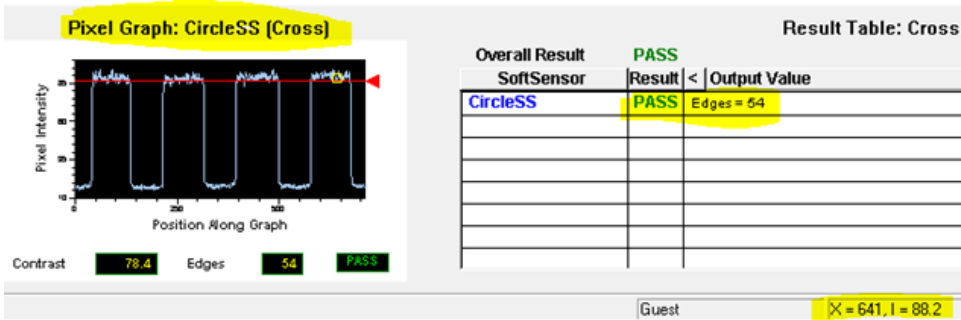 Pixel Graph: CircleSS (Cross)
Pixel Intensity
Position Along Graph
Contrast 78.4 Edges 54 PASS
Result Table: Cross
Overall Result PASS
SoftSensor Result < Output Value
CircleSS PASS Edges = 54
Guest X = 641, I = 88.2